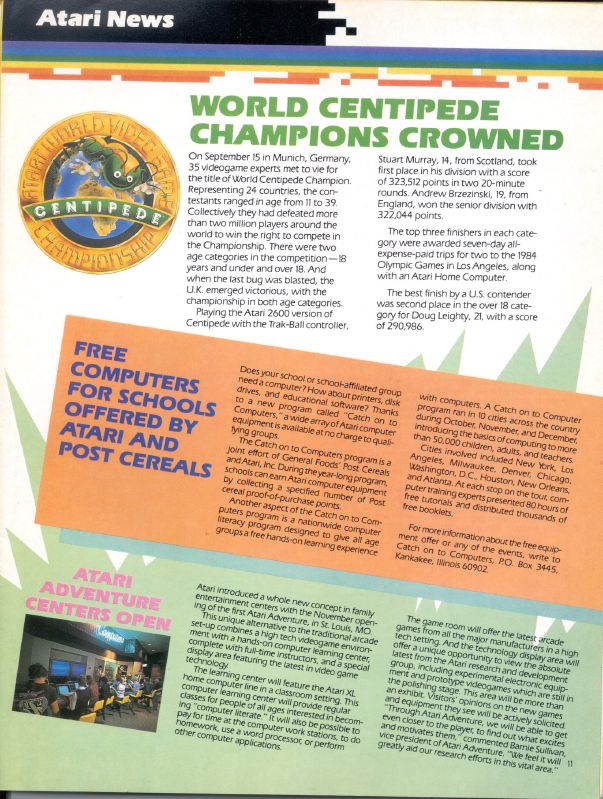 Atari News
WORLD CENTIPEDE
CHAMPIONS CROWNED
ATARI WORLD VIDEO GAME
CENTIPEDE
CHAMPIONSHIP
On September 15 in Munich, Germany,
35 videogame experts met to vie for
the title of World Centipede Champion.
Representing 24 countries, the con-
testants ranged in age from 11 to 39.
Collectively they had defeated more
than two million players around the
world to win the right to compete in
the Championship. There were two
age categories in the competition—18
years and under and over 18. And
when the last bug was blasted, the
U.K. emerged victorious, with the
championship in both age categories.
Playing the Atari 2600 version of
Centipede with the Trak-Ball controller,
Stuart Murray, 14, from Scotland, took
first place in his division with a score
of 323,512 points in two 20-minute
rounds. Andrew Brzezinski, 19, from
England, won the senior division with
322,044 points.
The top three finishers in each cate-
gory were awarded seven-day all-
expense-paid trips for two to the 1984
Olympic Games in Los Angeles, along
with an Atari Home Computer.
The best finish by a U.S. contender
was second place in the over 18 cate-
gory for Doug Leighty, 21, with a score
of 290,986.
FREE
COMPUTERS
FOR SCHOOLS
OFFERED BY
ATARI AND
POST CEREALS
Does your school or school-affiliated group
need a computer? How about printers, disk
drives, and educational software? Thanks
to a new program called "Catch on to
Computers," a wide array of Atari computer
equipment is available at no charge to quali-
fying groups.
The Catch on to Computers program is a
joint effort of General Foods' Post Cereals
and Atari, Inc. During the year-long program,
schools can earn Atari computer equipment
by collecting a specified number of Post
cereal proof-of-purchase points.
Another aspect of the Catch on to Com-
puters program is a nationwide computer
literacy program designed to give all age
groups a free hands-on learning experience
with computers. A Catch on to Computer
program ran in 10 cities across the country
during October, November, and December,
introducing the basics of computing to more
than 50,000 children, adults, and teachers.
Cities involved included New York, Los
Angeles, Milwaukee, Denver, Chicago,
Washington, D.C., Houston, New Orleans,
and Atlanta. At each stop on the tour, com-
puter training experts presented 80 hours of
free tutorials and distributed thousands of
free booklets.
For more information about the free equip-
ment offer or any of the events, write to
Catch on to Computers, P.O. Box 3445,
Kankakee, Illinois 60902.
ATARI
ADVENTURE
CENTERS OPEN
Atari introduced a whole new concept in family
entertainment centers with the November open-
ing of the first Atari Adventure, in St. Louis, MO.
This unique alternative to the traditional arcade
set-up combines a high tech videogame environ-
ment with a hands-on computer learning center,
complete with full-time instructors, and a special
display area featuring the latest in video game
technology.
The learning center will feature the Atari XL
home computer line in a classroom setting. This
computer learning center will provide regular
classes for people of all ages interested in becom-
ing "computer literate." It will also be possible to
pay for time at the computer work stations, to do
homework, use a word processor, or perform
other computer applications.
The game room will offer the latest arcade
games from all the major manufacturers in a high
tech setting. And the technology display area will
offer a unique opportunity to view the absolute
latest from the Atari research and development
group, including experimental electronic equip-
ment and prototype videogames which are still in
the polishing stage. This area will be more than
an exhibit. Visitors' opinions on the new games
and equipment they see will be actively solicited.
"Through Atari Adventure, we will be able to get
even closer to the player, to find out what excites
and motivates them," commented Barnie Sullivan,
vice president of Atari Adventure. "We feel it will
greatly aid our research efforts in this vital area."
11